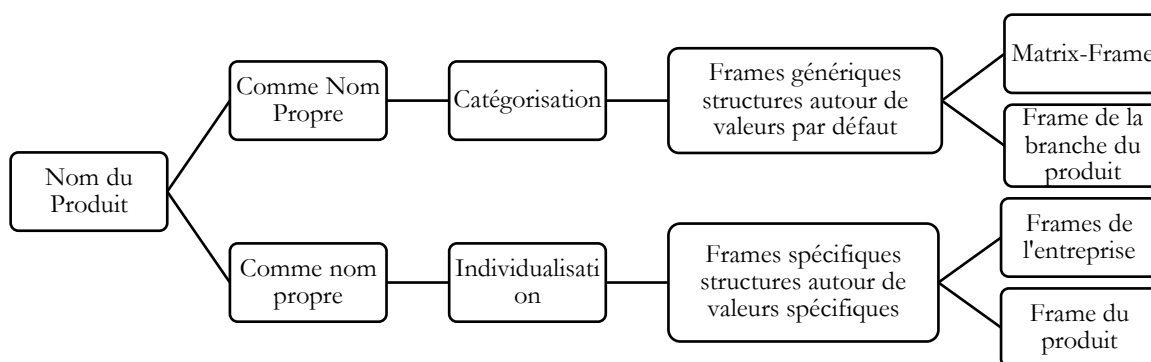 Nom du
Produit
Comme Nom
Propre
Catégorisation
Frames génériques
structures autour de
valeurs par défaut
Matrix-Frame
Frame de la
branche du
produit
Comme nom
propre
Individualisati
on
Frames spécifiques
structures autour de
valeurs spécifiques
Frames de
l'entreprise
Frame du
produit